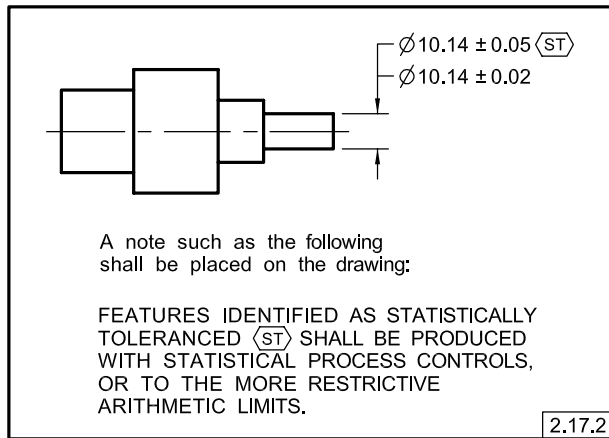 ⌀10.14 ±0.05 ST
⌀10.14 ±0.02
A note such as the following
shall be placed on the drawing:
FEATURES IDENTIFIED AS STATISTICALLY
TOLERANCED ST SHALL BE PRODUCED
WITH STATISTICAL PROCESS CONTROLS,
OR TO THE MORE RESTRICTIVE
ARITHMETIC LIMITS.
2.17.2